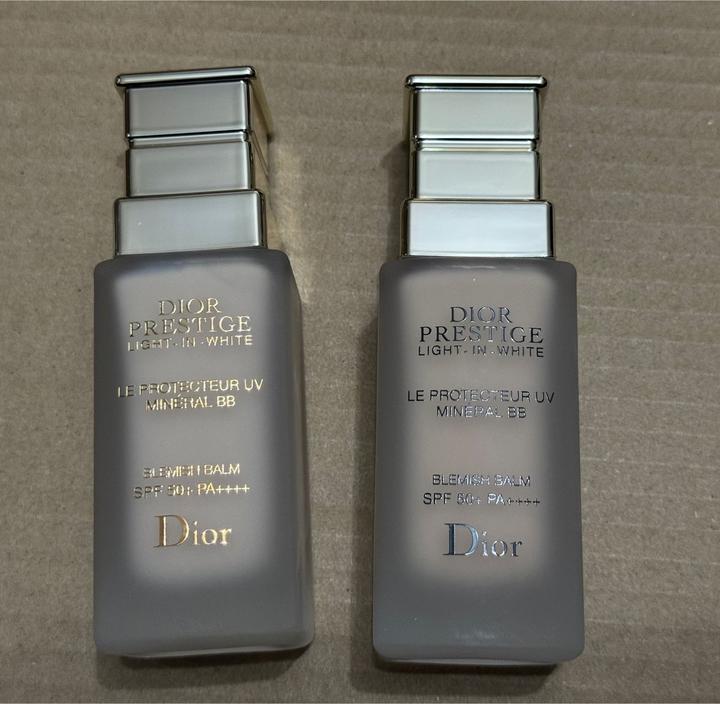 DIOR
PRESTIGE
LIGHT-IN-WHITE
LE PROTECTEUR UV
MINÉRAL BB
BLEMISH BALM
SPF 50+ PA++++
Dior
DIOR
PRESTIGE
LIGHT-IN-WHITE
LE PROTECTEUR UV
MINÉRAL BB
BLEMISH BALM
SPF 50+ PA++++
Dior